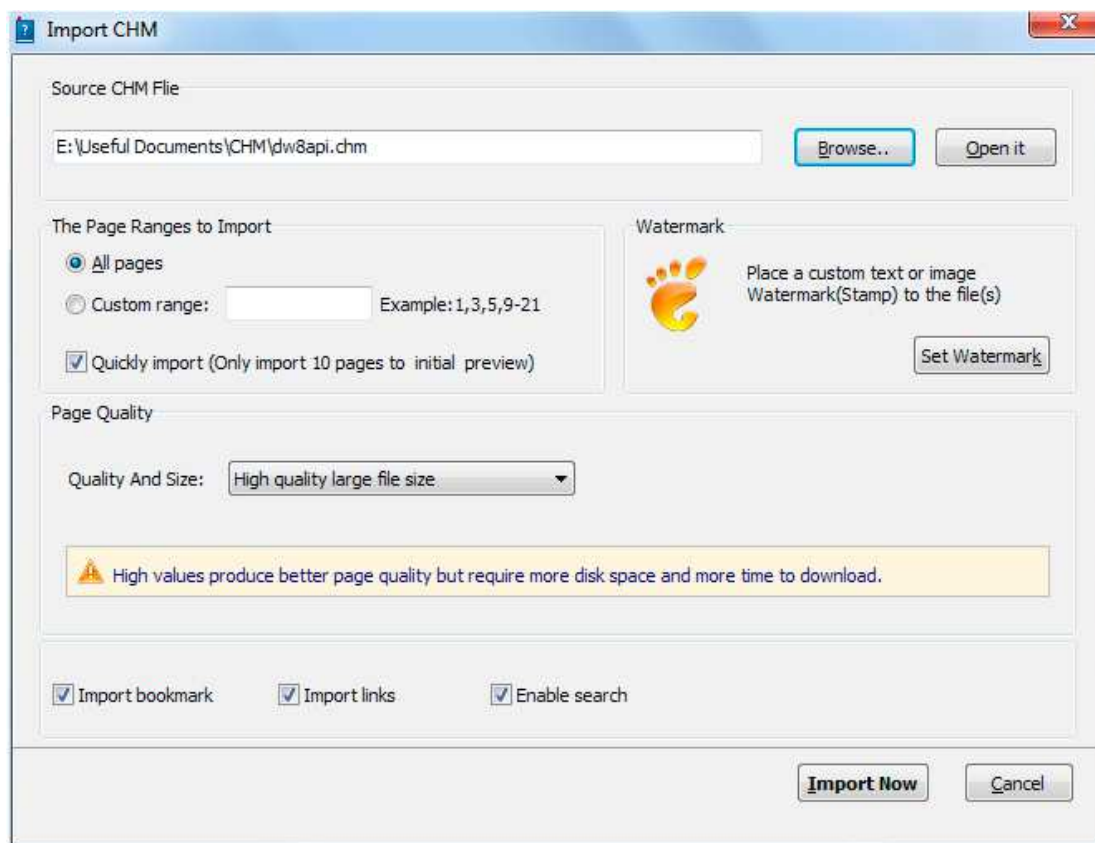 Import CHM
Source CHM Flie
E:\Useful Documents\CHM\dw8api.chm
Browse..
Open it
The Page Ranges to Import
All pages
Custom range:
Example:1,3,5,9-21
Quickly import (Only import 10 pages to initial preview)
Watermark
Place a custom text or image
Watermark(Stamp) to the file(s)
Set Watermark
Page Quality
Quality And Size:
High quality large file size
High values produce better page quality but require more disk space and more time to download.
Import bookmark
Import links
Enable search
Import Now
Cancel